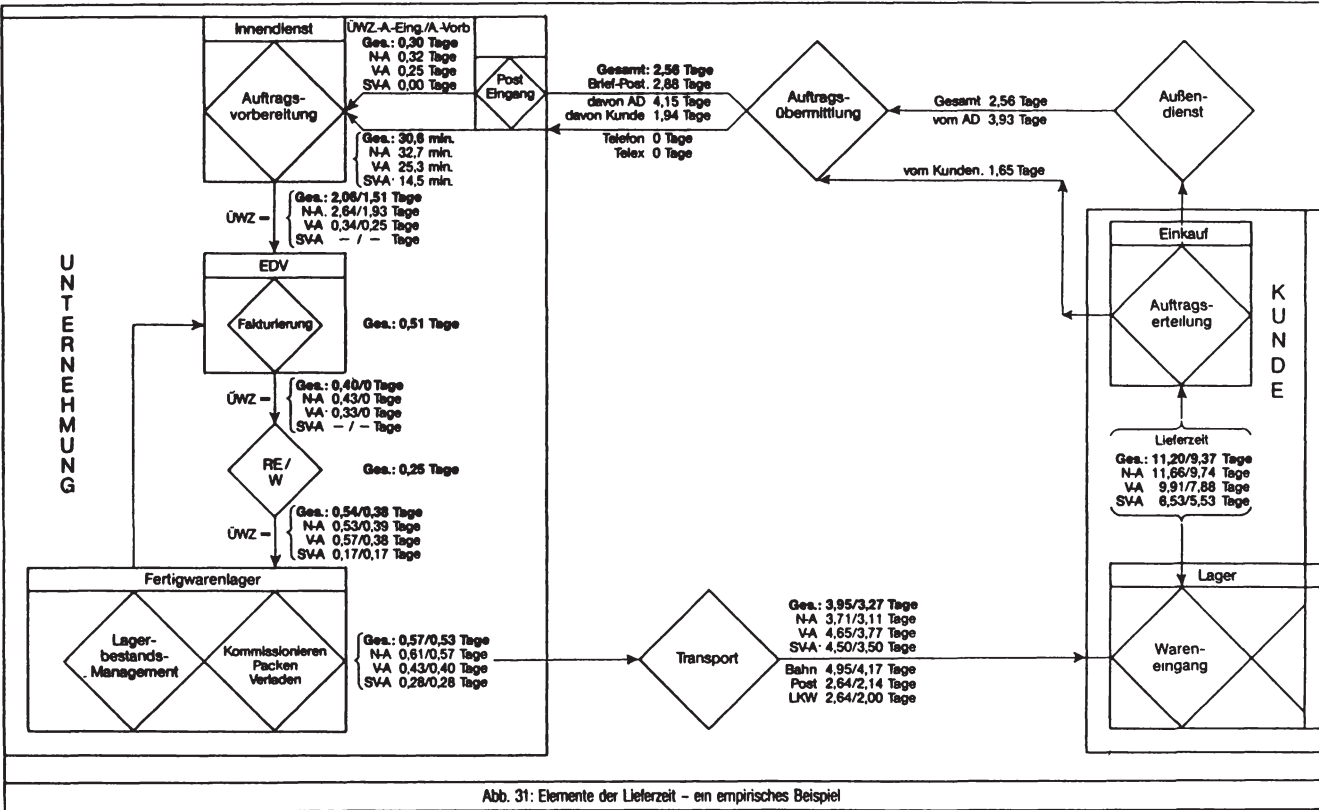 Innendienst
Auftrags-
vorbereitung
ÜWZ-A-Eing./A-Vorb
Ges.: 0,30 Tage
N-A 0,32 Tage
V-A 0,25 Tage
SV-A 0,00 Tage
Post
Eingang
Ges.: 30,6 min.
N-A 32,7 min.
V-A 25,3 min.
SV-A· 14,5 min.
Gesamt: 2,56 Tage
Brief-Post. 2,88 Tage
davon AD 4,15 Tage
davon Kunde 1,94 Tage
Telefon 0 Tage
Telex 0 Tage
Auftrags-
übermittlung
Gesamt 2,56 Tage
vom AD 3,93 Tage
Außen-
dienst
vom Kunden. 1,65 Tage
ÜWZ =
Ges.: 2,06/1,51 Tage
N-A. 2,64/1,93 Tage
V-A 0,34/0,25 Tage
SV-A – / – Tage
UNTERNEHMUNG
EDV
Fakturierung
Ges.: 0,51 Tage
ÜWZ =
Ges.: 0,40/0 Tage
N-A 0,43/0 Tage
V-A· 0,33/0 Tage
SV-A – / – Tage
RE /
W
Ges.: 0,25 Tage
ÜWZ =
Ges.: 0,54/0,38 Tage
N-A 0,53/0,39 Tage
V-A 0,57/0,38 Tage
SV-A 0,17/0,17 Tage
Einkauf
Auftrags-
erteilung
KUNDE
Lieferzeit
Ges.: 11,20/9,37 Tage
N-A 11,66/9,74 Tage
V-A 9,91/7,88 Tage
SV-A 6,53/5,53 Tage
Fertigwarenlager
Lager-
bestands-
Management
Kommissionieren
Packen
Verladen
Ges.: 0,57/0,53 Tage
N-A 0,61/0,57 Tage
V-A 0,43/0,40 Tage
SV-A 0,28/0,28 Tage
Transport
Ges.: 3,95/3,27 Tage
N-A 3,71/3,11 Tage
V-A 4,65/3,77 Tage
SV-A· 4,50/3,50 Tage
Bahn 4,95/4,17 Tage
Post 2,64/2,14 Tage
LKW 2,64/2,00 Tage
Lager
Waren-
eingang
Abb. 31: Elemente der Lieferzeit – ein empirisches Beispiel